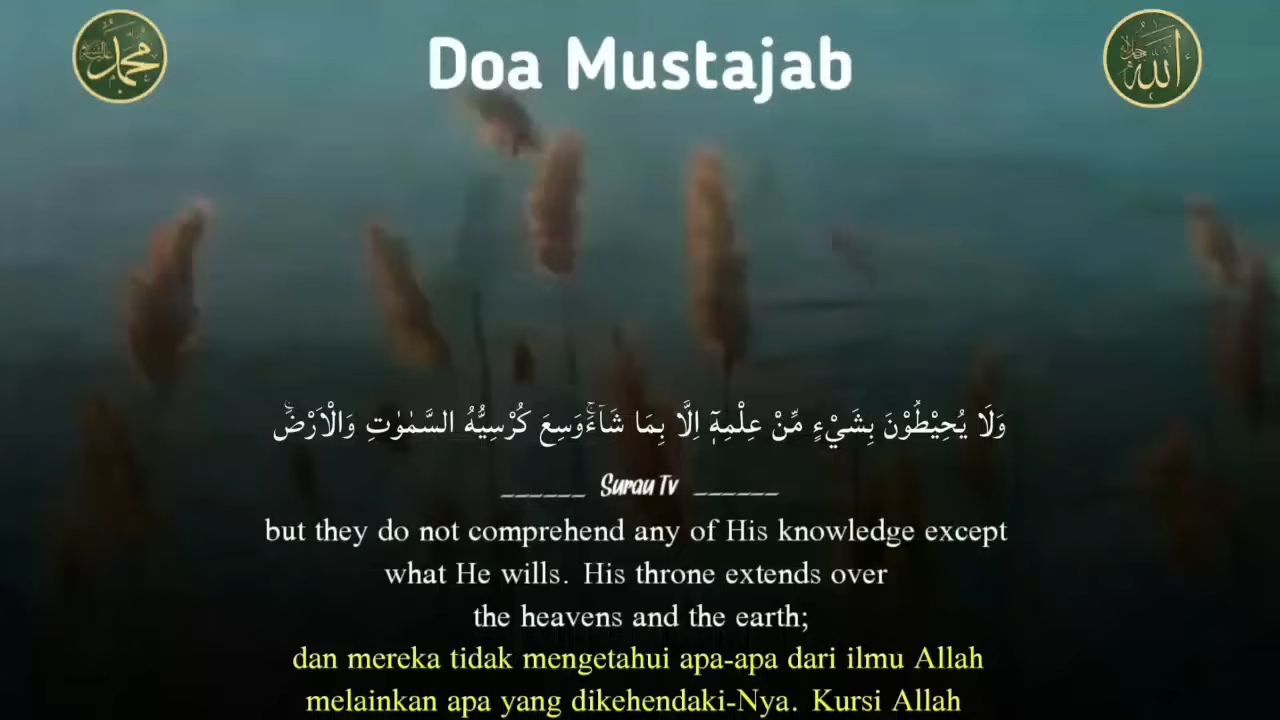 محمد
Doa Mustajab
الله
وَلَا يُحِيْطُوْنَ بِشَيْءٍ مِّنْ عِلْمِهٖٓ اِلَّا بِمَا شَاۤءَۚ وَسِعَ كُرْسِيُّهُ السَّمٰوٰتِ وَالْاَرْضَۚ
______ Surau Tv ______
but they do not comprehend any of His knowledge except
what He wills. His throne extends over
the heavens and the earth;
dan mereka tidak mengetahui apa-apa dari ilmu Allah
melainkan apa yang dikehendaki-Nya. Kursi Allah